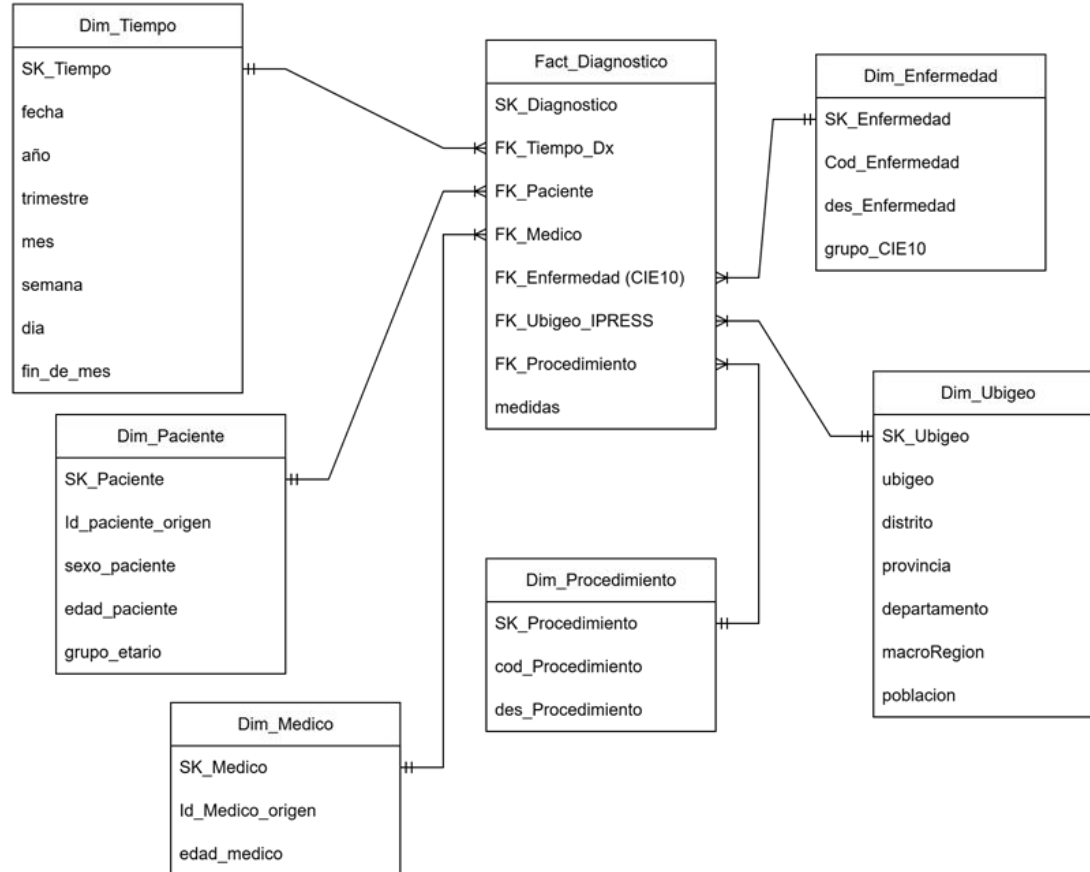 Dim_Tiempo
SK_Tiempo
fecha
año
trimestre
mes
semana
dia
fin_de_mes
Fact_Diagnostico
SK_Diagnostico
FK_Tiempo_Dx
FK_Paciente
FK_Medico
FK_Enfermedad (CIE10)
FK_Ubigeo_IPRESS
FK_Procedimiento
medidas
Dim_Enfermedad
SK_Enfermedad
Cod_Enfermedad
des_Enfermedad
grupo_CIE10
Dim_Paciente
SK_Paciente
Id_paciente_origen
sexo_paciente
edad_paciente
grupo_etario
Dim_Ubigeo
SK_Ubigeo
ubigeo
distrito
provincia
departamento
macroRegion
poblacion
Dim_Procedimiento
SK_Procedimiento
cod_Procedimiento
des_Procedimiento
Dim_Medico
SK_Medico
Id_Medico_origen
edad_medico